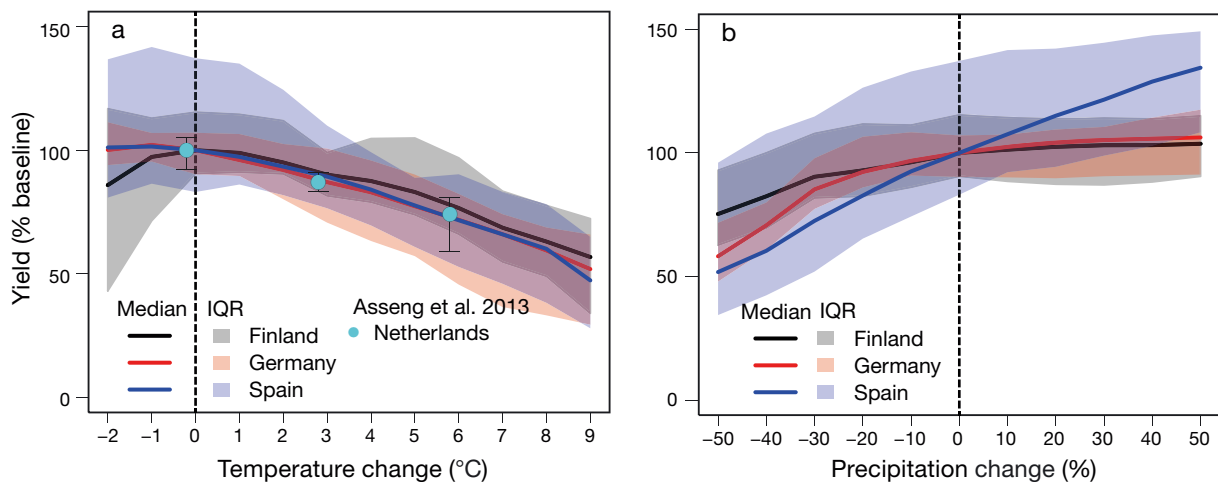 a
150
100
50
0
Yield (% baseline)
Median IQR
Finland
Germany
Spain
Asseng et al. 2013
Netherlands
−2 −1 0 1 2 3 4 5 6 7 8 9
Temperature change (°C)
b
150
100
50
0
Median IQR
Finland
Germany
Spain
−50 −40 −30 −20 −10 0 10 20 30 40 50
Precipitation change (%)